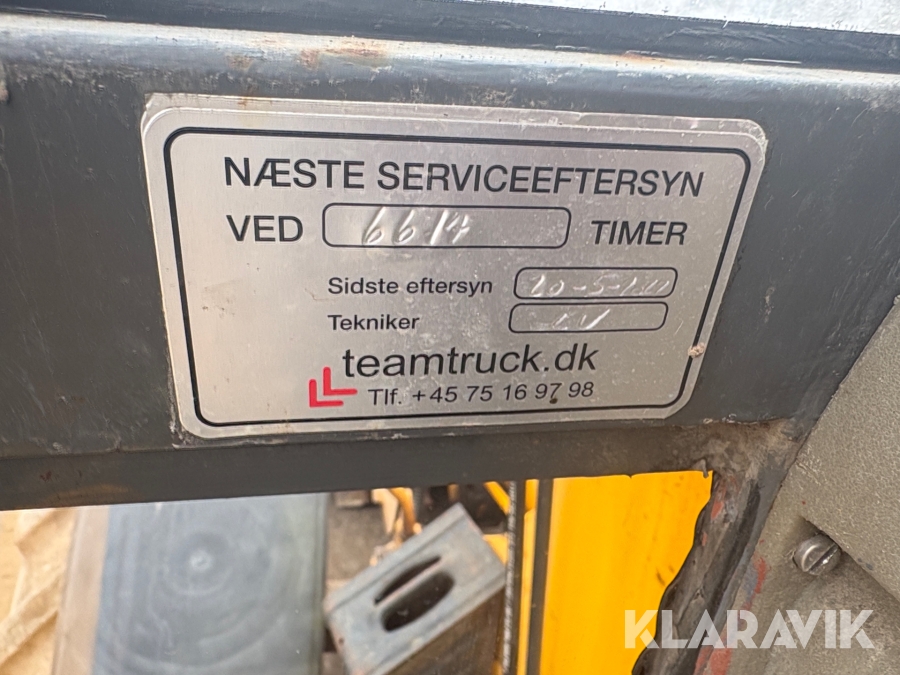 NÆSTE SERVICEEFTERSYN
VED 6614 TIMER
Sidste eftersyn
Tekniker
teamtruck.dk
Tlf. +45 75 16 97 98
KLARAVIK